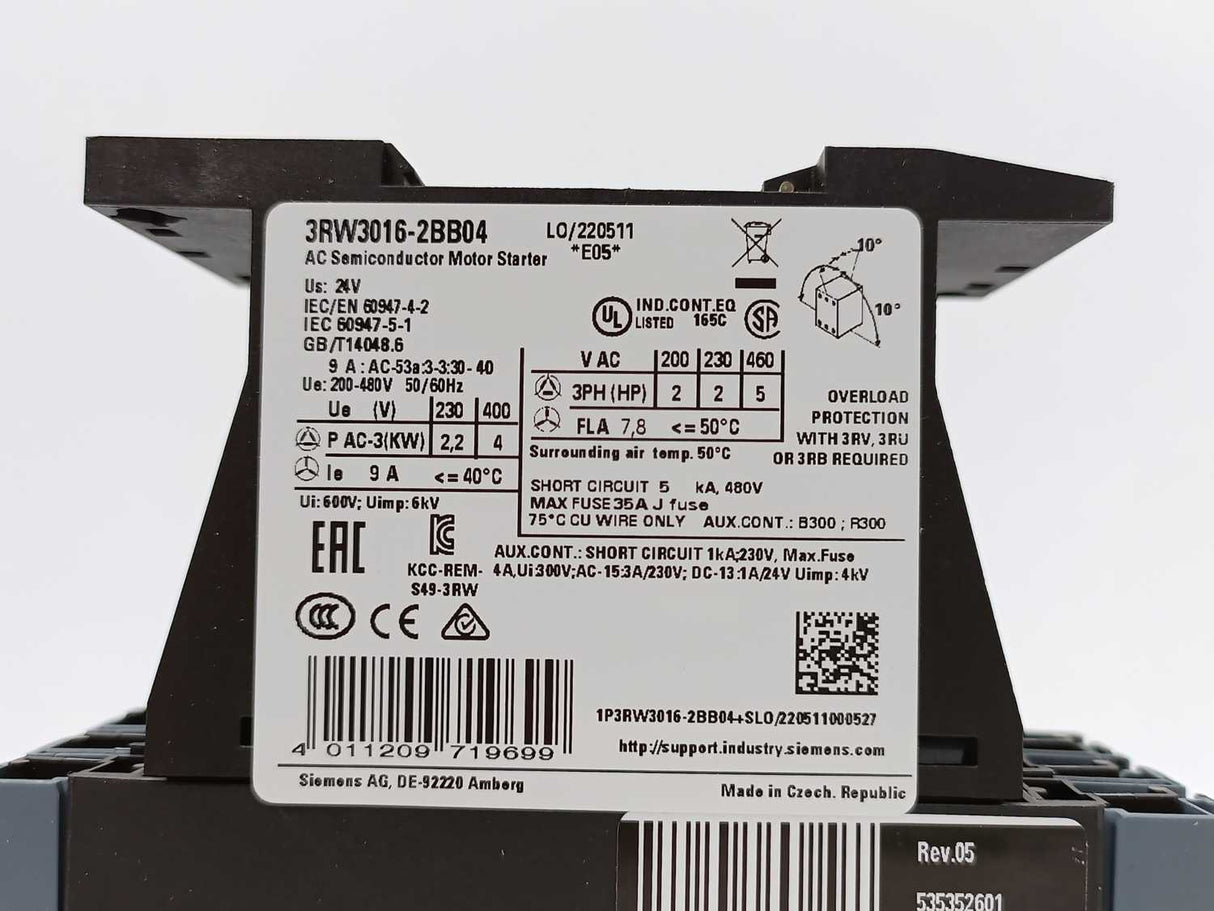 3RW3016-2BB04 LO/220511
AC Semiconductor Motor Starter *E05*
Us: 24V
IEC/EN 60947-4-2
IEC 60947-5-1
GB/T14048.6
9 A : AC-53a:3-3:30-40
Ue: 200-480V 50/60Hz
Ue (V) 230 400
P AC-3(KW) 2,2 4
Ie 9 A <= 40°C
Ui: 600V; Uimp: 6kV
UL LISTED IND.CONT.EQ 165C
SA
10°
10°
V AC 200 230 460
3PH (HP) 2 2 5
FLA 7,8 <= 50°C
Surrounding air temp. 50°C
OVERLOAD
PROTECTION
WITH 3RV, 3RU
OR 3RB REQUIRED
SHORT CIRCUIT 5 kA, 480V
MAX FUSE35A J fuse
75°C CU WIRE ONLY AUX.CONT.: B300 ; R300
EAC
KCC-REM-
S49-3RW
AUX.CONT.: SHORT CIRCUIT 1kA;230V, Max.Fuse
4A,Ui:300V;AC-15:3A/230V; DC-13:1A/24V Uimp: 4kV
CCC CE
4 011209 719699
1P3RW3016-2BB04+SLO/220511000527
http://support.industry.siemens.com
Siemens AG, DE-92220 Amberg
Made in Czech. Republic
Rev.05
535352601